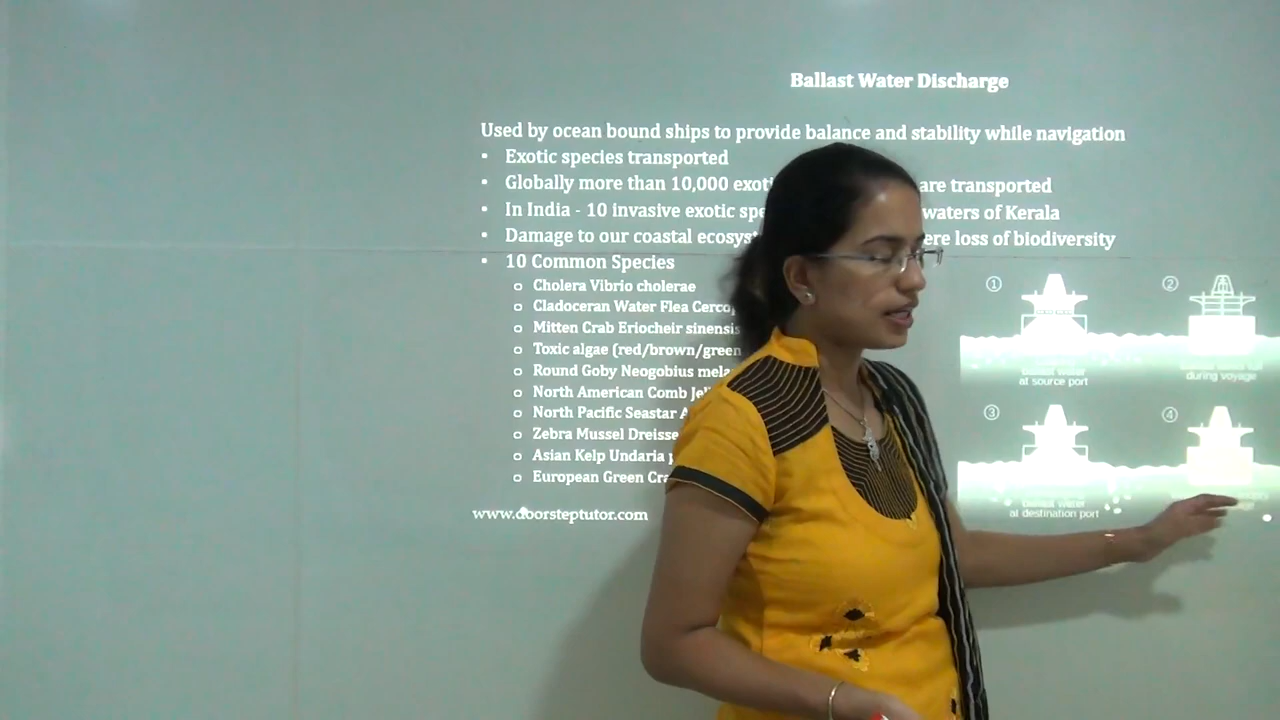 Ballast Water Discharge
Used by ocean bound ships to provide balance and stability while navigation
• Exotic species transported
• Globally more than 10,000 are transported
• In India - 10 invasive exotic waters of Kerala
• Damage to our coastal loss of biodiversity
• 10 Common Species
o Cholera Vibrio cholerae
o Cladoceran Water Flea
o Mitten Crab Eriocheir sinensis
o Toxic algae (red/brown/green
o Round Goby Neogobius
o North American Comb
o North Pacific Seastar
o Zebra Mussel
o Asian Kelp Undaria
o European Green
www.doorsteptutor.com
① ②
at source port
during voyage
③ ④
at destination port